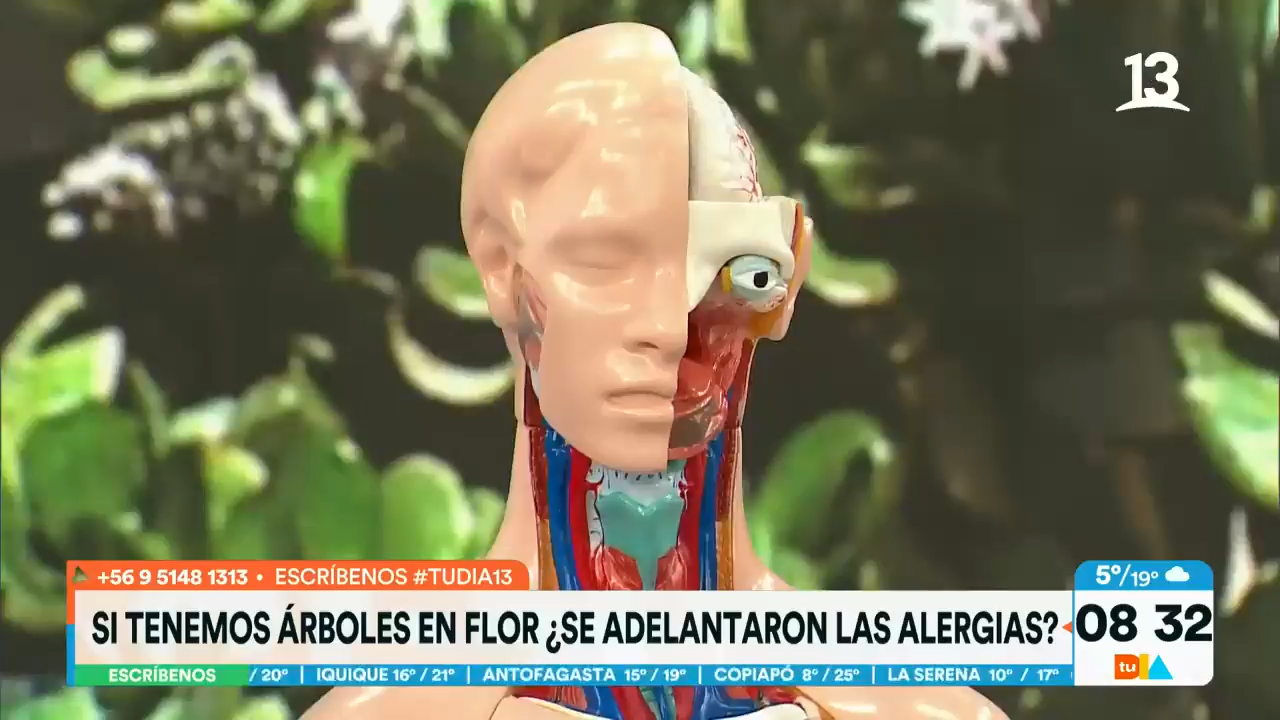 13
+56 9 5148 1313 • ESCRÍBENOS #TUDIA13
5°/19°
SI TENEMOS ÁRBOLES EN FLOR ¿SE ADELANTARON LAS ALERGIAS?
08 32
tu DIA
ESCRÍBENOS / 20° | IQUIQUE 16° / 21° | ANTOFAGASTA 15° / 19° | COPIAPÓ 8° / 25° | LA SERENA 10° / 17°